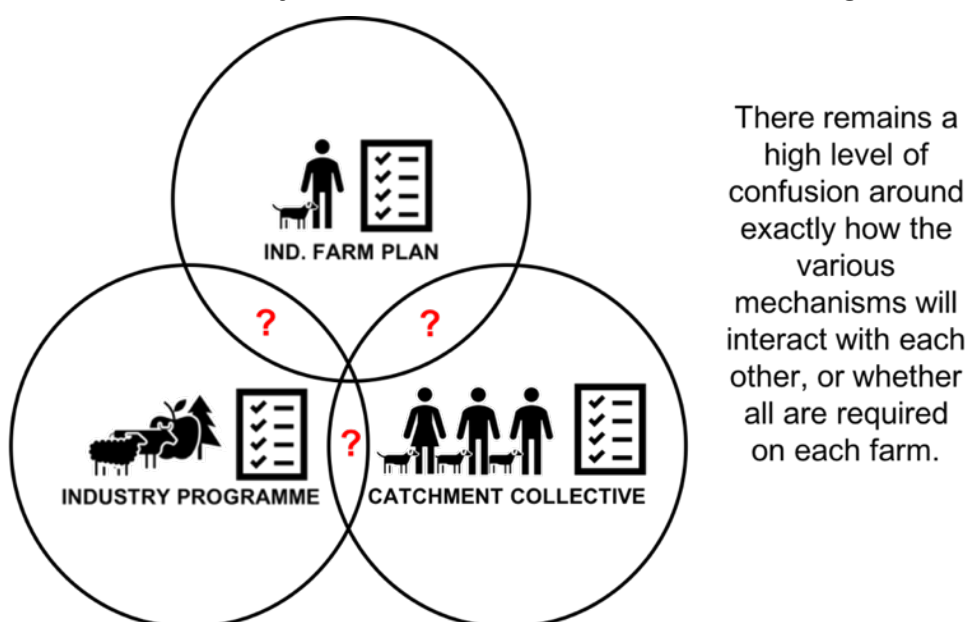 There remains a
high level of
confusion around
exactly how the
various
mechanisms will
interact with each
other, or whether
all are required
on each farm.
IND. FARM PLAN
?
?
?
INDUSTRY PROGRAMME
CATCHMENT COLLECTIVE